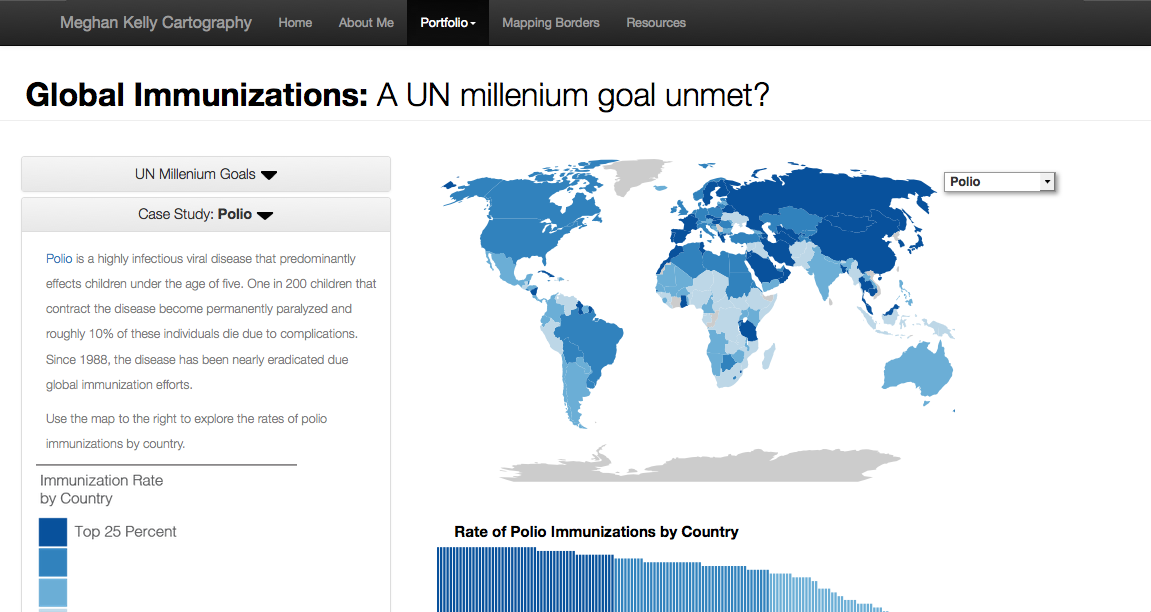 Meghan Kelly Cartography Home About Me Portfolio Mapping Borders Resources
Global Immunizations: A UN millenium goal unmet?
UN Millenium Goals
Case Study: Polio
Polio is a highly infectious viral disease that predominantly
effects children under the age of five. One in 200 children that
contract the disease become permanently paralyzed and
roughly 10% of these individuals die due to complications.
Since 1988, the disease has been nearly eradicated due
global immunization efforts.
Use the map to the right to explore the rates of polio
immunizations by country.
Immunization Rate
by Country
Top 25 Percent
Polio
Rate of Polio Immunizations by Country